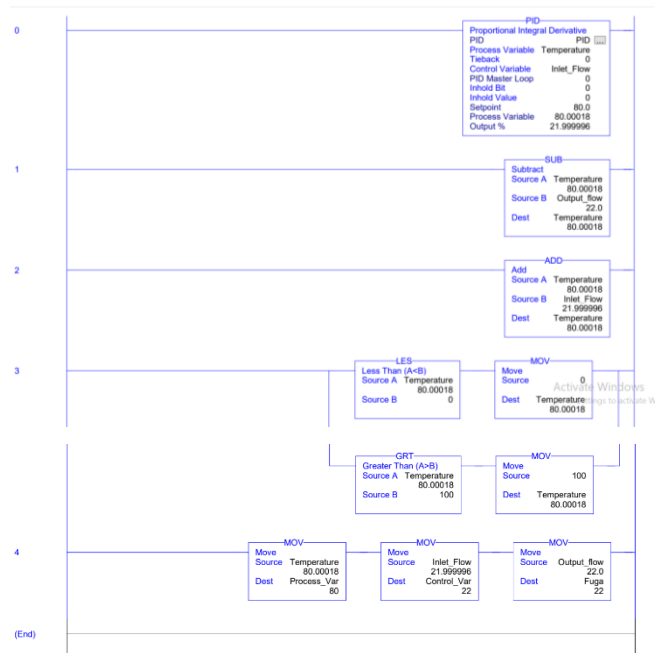 PID
0
Proportional Integral Derivative
PID PID ...
Process Variable Temperature
Tieback 0
Control Variable Inlet_Flow
PID Master Loop 0
Inhold Bit 0
Inhold Value 0
Setpoint 80.0
Process Variable 80.00018
Output % 21.999996
SUB
1
Subtract
Source A Temperature
80.00018
Source B Output_flow
22.0
Dest Temperature
80.00018
ADD
2
Add
Source A Temperature
80.00018
Source B Inlet_Flow
21.999996
Dest Temperature
80.00018
3
LES
Less Than (A<B)
Source A Temperature
80.00018
Source B 0
MOV
Move
Source 0
Dest Temperature
80.00018
Activate Windows
ngs to activate W
GRT
Greater Than (A>B)
Source A Temperature
80.00018
Source B 100
MOV
Move
Source 100
Dest Temperature
80.00018
4
MOV
Move
Source Temperature
80.00018
Dest Process_Var
80
MOV
Move
Source Inlet_Flow
21.999996
Dest Control_Var
22
MOV
Move
Source Output_flow
22.0
Dest Fuga
22
(End)